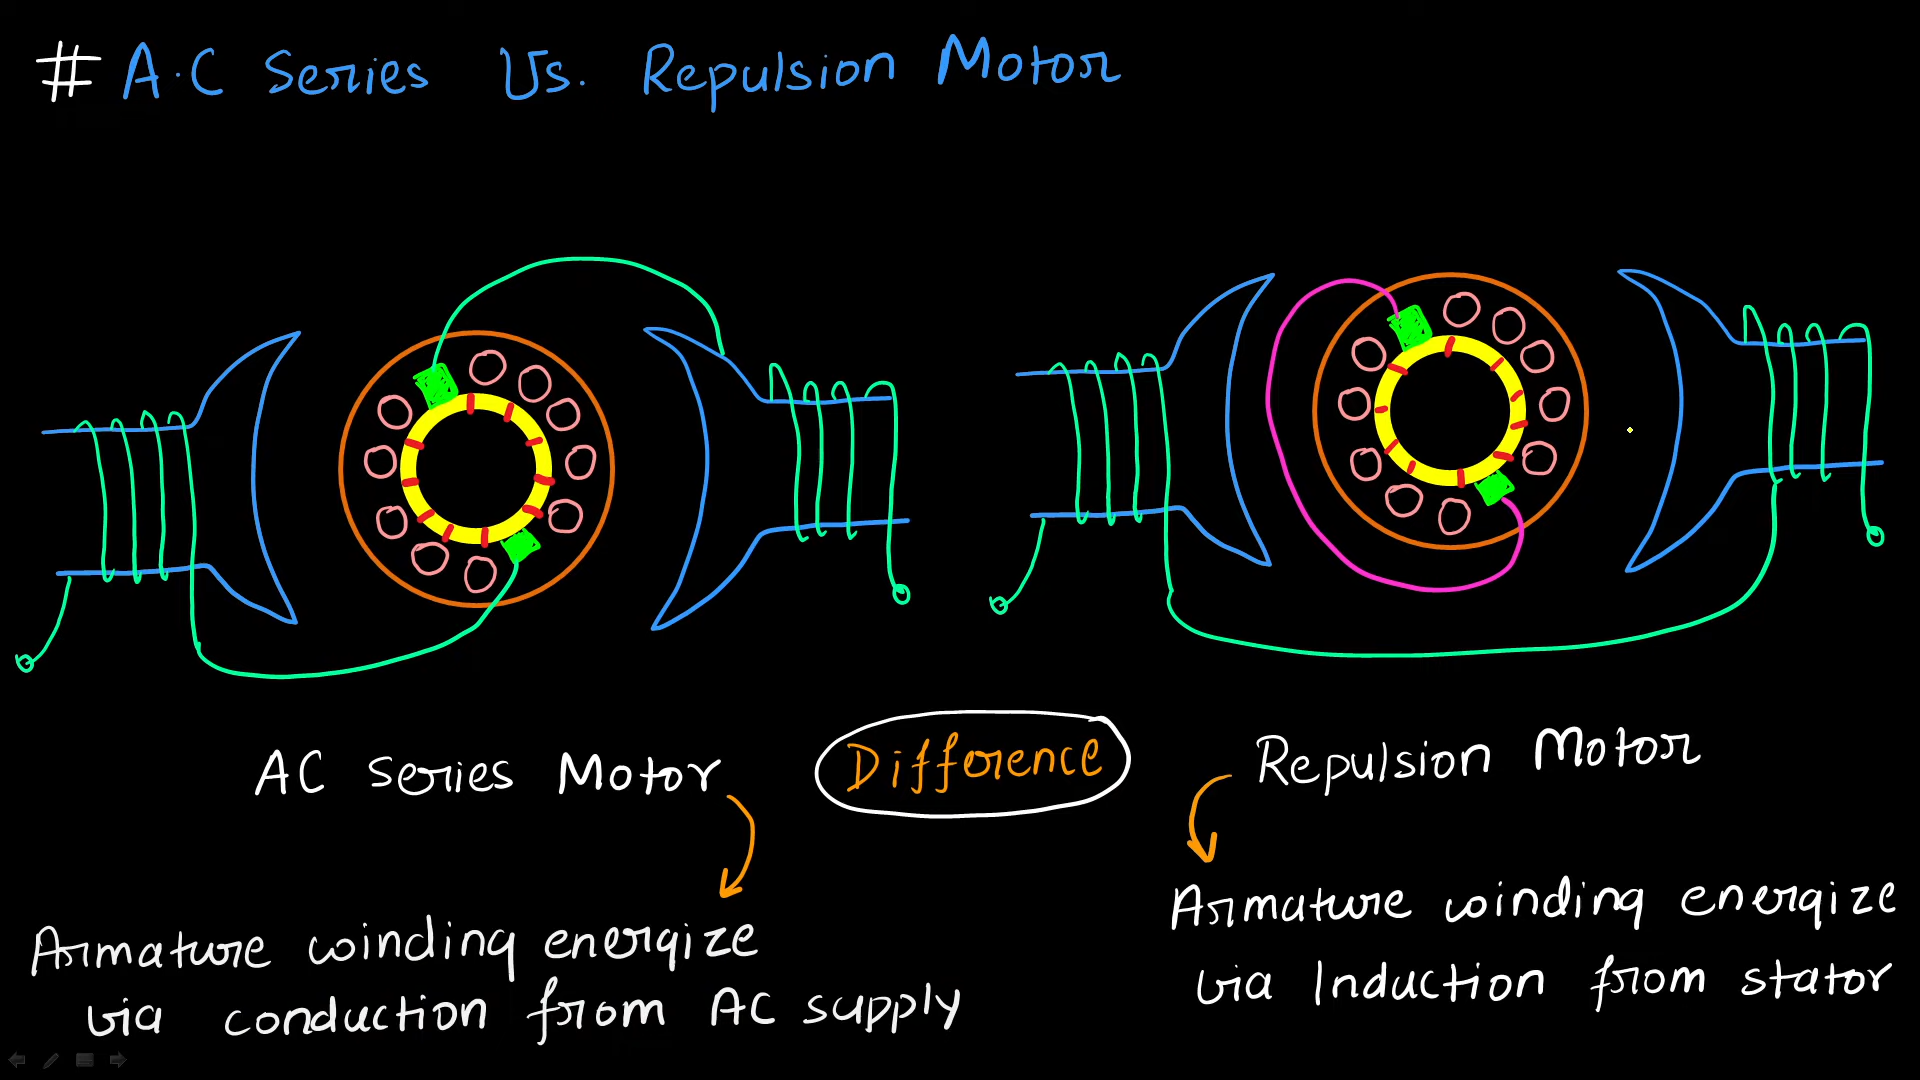 # A.C Series Vs. Repulsion Motor
AC Series Motor
Difference
Repulsion Motor
Armature winding energize
via conduction from AC supply
Armature winding energize
via Induction from stator